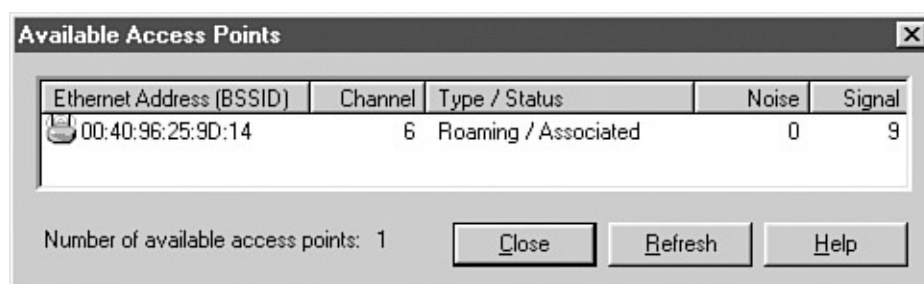 Available Access Points
Ethernet Address (BSSID) Channel Type / Status Noise Signal
00:40:96:25:9D:14 6 Roaming / Associated 0 9
Number of available access points: 1 Close Refresh Help